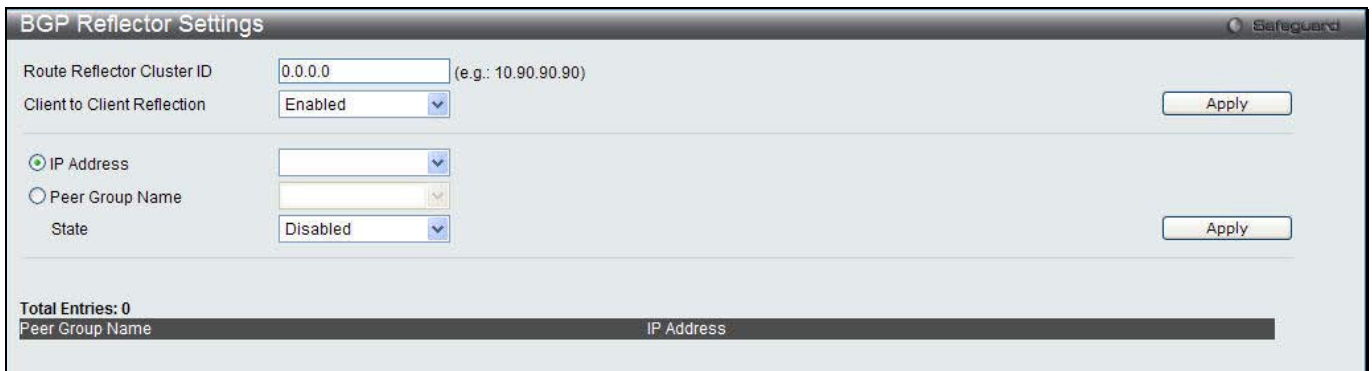 BGP Reflector Settings
Safeguard
Route Reflector Cluster ID 0.0.0.0 (e.g.: 10.90.90.90)
Client to Client Reflection Enabled Apply
IP Address
Peer Group Name
State Disabled Apply
Total Entries: 0
Peer Group Name IP Address